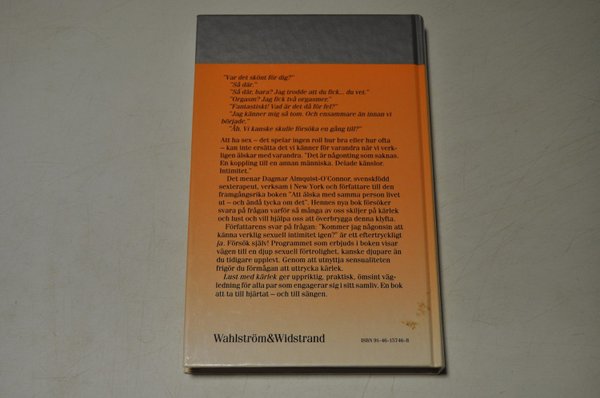 "Var det skönt för dig?"
"Så där."
"Så där, bara? Jag trodde att du fick... du vet."
"Orgasm? Jag fick två orgasmer."
"Fantastiskt! Vad är det då för fel?"
"Jag känner mig så tom. Och ensammare än innan vi
började."
"Åh. Vi kanske skulle försöka en gång till?"
Att ha sex – det spelar ingen roll hur bra eller hur ofta
– kan inte ersätta det vi känner för varandra när vi verk-
ligen älskar med varandra. "Det är någonting som saknas.
En koppling till en annan människa. Delade känslor.
Intimitet."
Det menar Dagmar Almquist-O'Connor, svenskfödd
sexterapeut, verksam i New York och författare till den
framgångsrika boken "Att älska med samma person livet
ut – och ändå tycka om det". Hennes nya bok försöker
svara på frågan varför så många av oss skiljer på kärlek
och lust och vill hjälpa oss att överbrygga denna klyfta.
Författarens svar på frågan: "Kommer jag någonsin att
känna verklig sexuell intimitet igen?" är ett eftertryckligt
ja. Försök själv! Programmet som erbjuds i boken visar
vägen till en djup sexuell förtrolighet, kanske djupare än
du tidigare upplevt. Genom att utnyttja sensualiteten
frigör du förmågan att uttrycka kärlek.
Lust med kärlek ger uppriktig, praktisk, ömsint väg-
ledning för alla par som engagerar sig i sitt samliv. En bok
att ta till hjärtat – och till sängen.
Wahlström&Widstrand
ISBN 91-46-15746-8